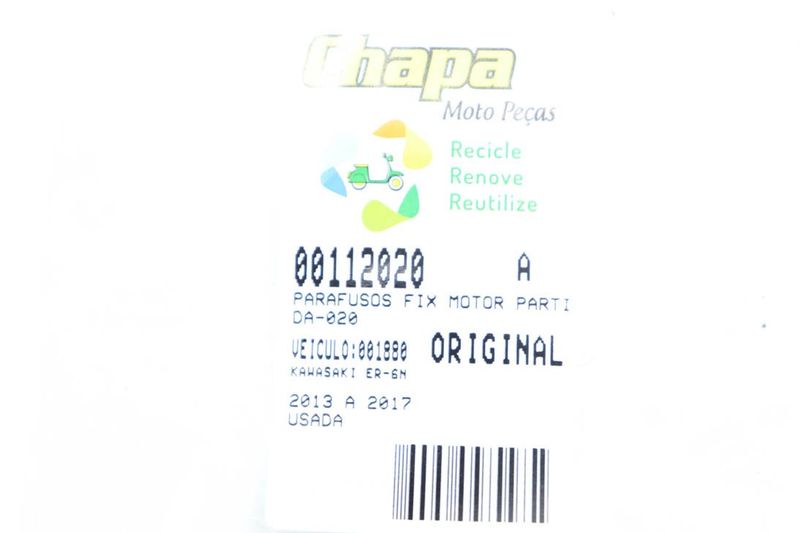 Chapa
Moto Peças
Recicle
Renove
Reutilize
00112020 A
PARAFUSOS FIX MOTOR PARTI
DA-020
VEICULO:001880 ORIGINAL
KAWASAKI ER-6N
2013 A 2017
USADA